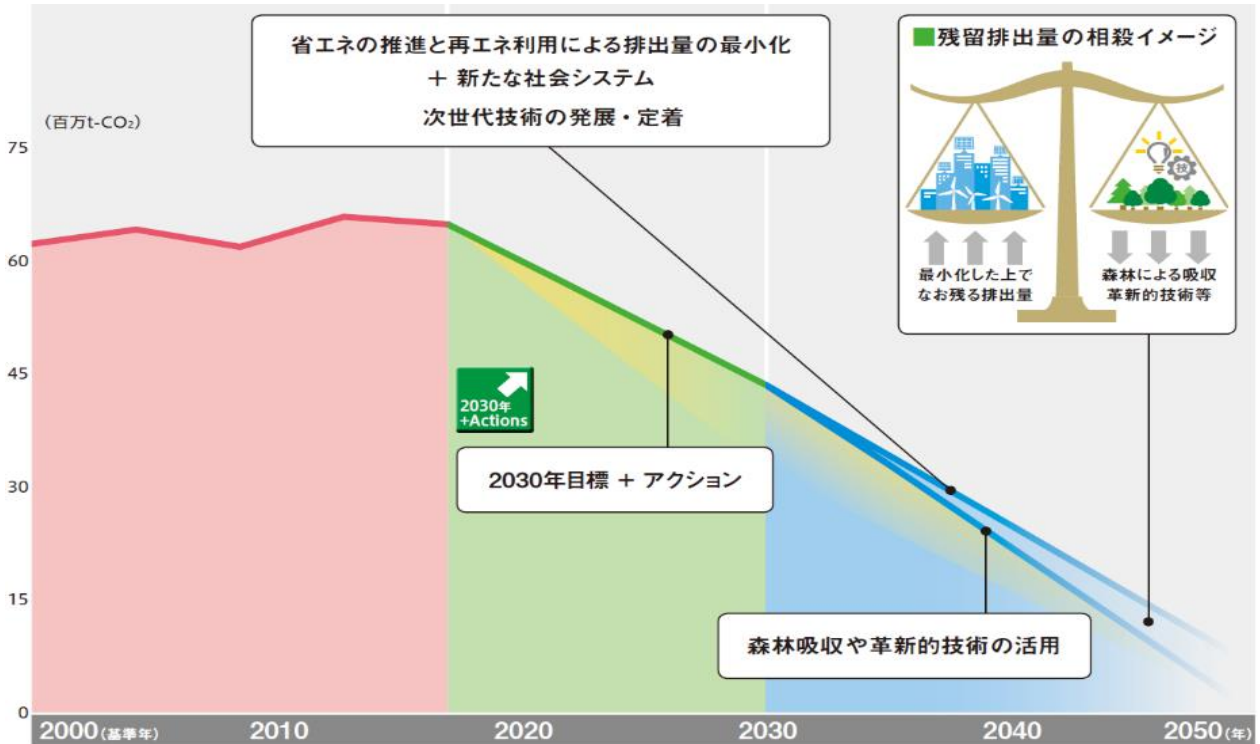 省エネの推進と再エネ利用による排出量の最小化
+ 新たな社会システム
次世代技術の発展・定着
■残留排出量の相殺イメージ
技
最小化した上で
なお残る排出量
森林による吸収
革新的技術等
(百万t-CO₂)
75
60
45
30
15
0
2030年
+Actions
2030年目標 + アクション
森林吸収や革新的技術の活用
2000(基準年) 2010 2020 2030 2040 2050(年)